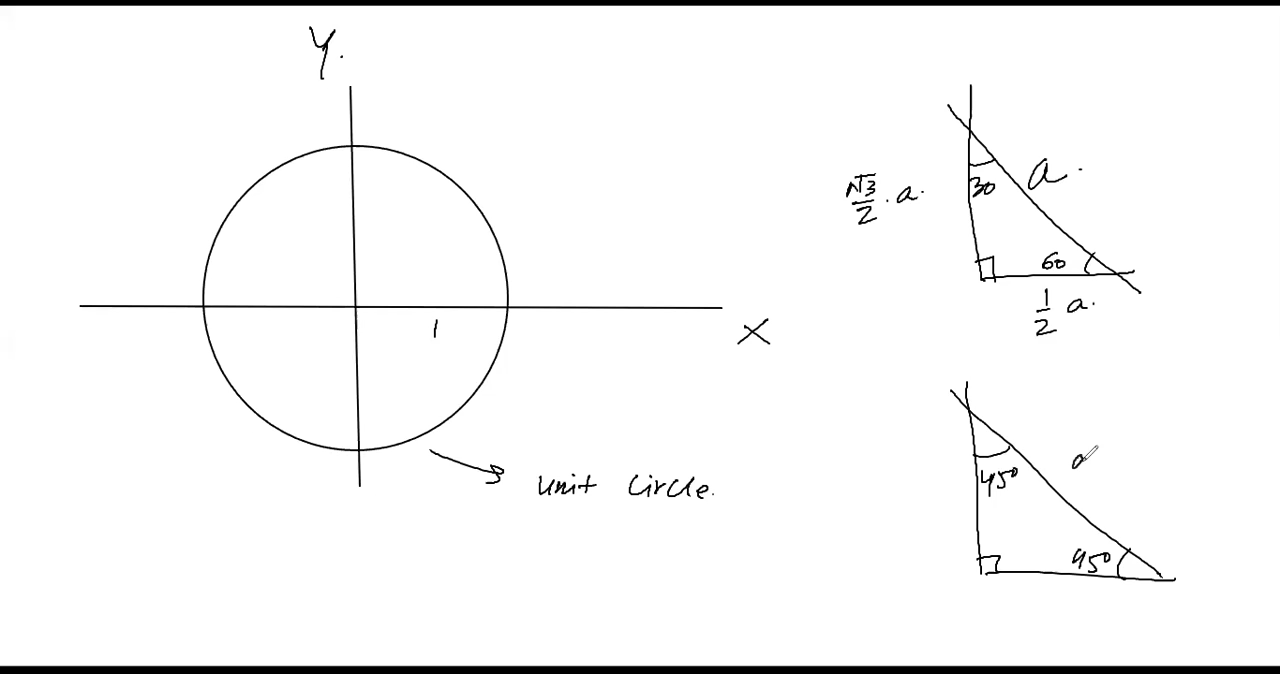 Y.
X
1
unit circle.
30
a.
√3/2 . a.
60
1/2 a.
45°
a
45°